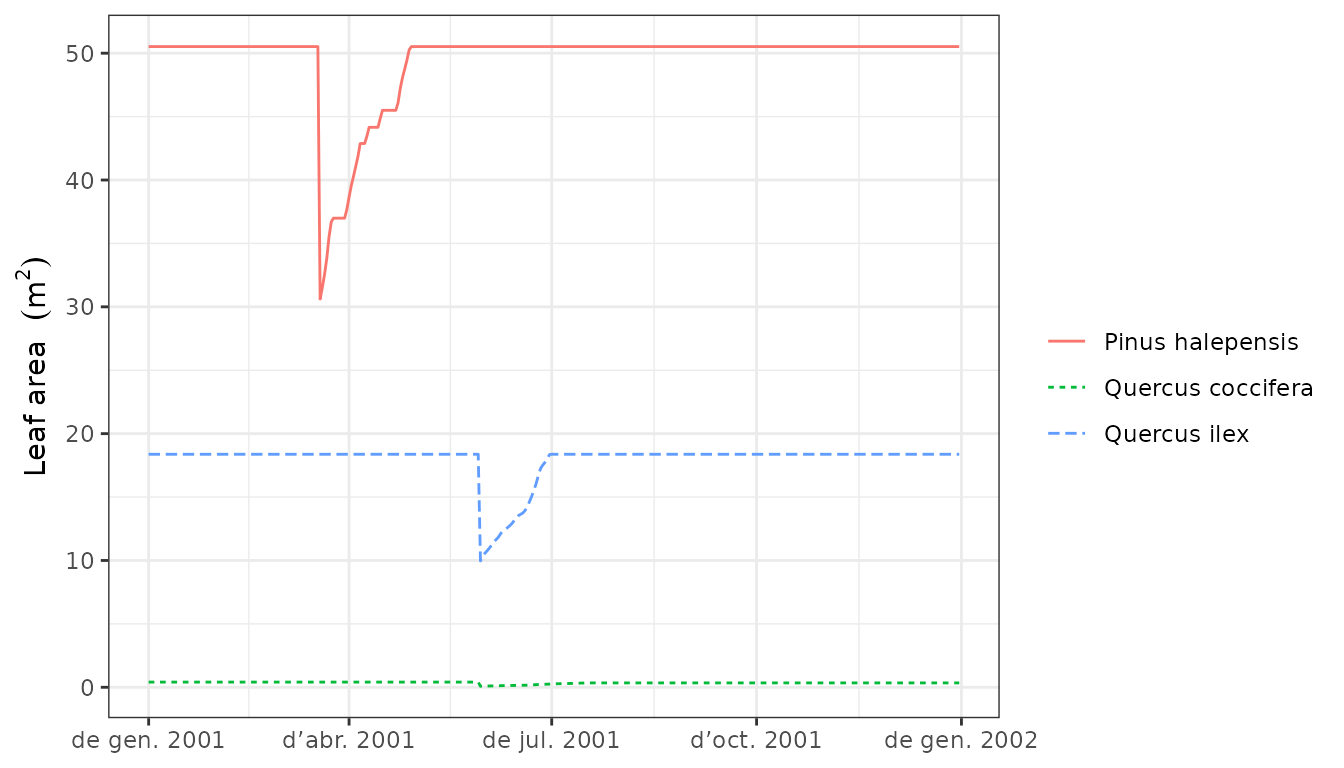 Leaf area (m²)
50
40
30
20
10
0
de gen. 2001
d’abr. 2001
de jul. 2001
d’oct. 2001
de gen. 2002
Pinus halepensis
Quercus coccifera
Quercus ilex